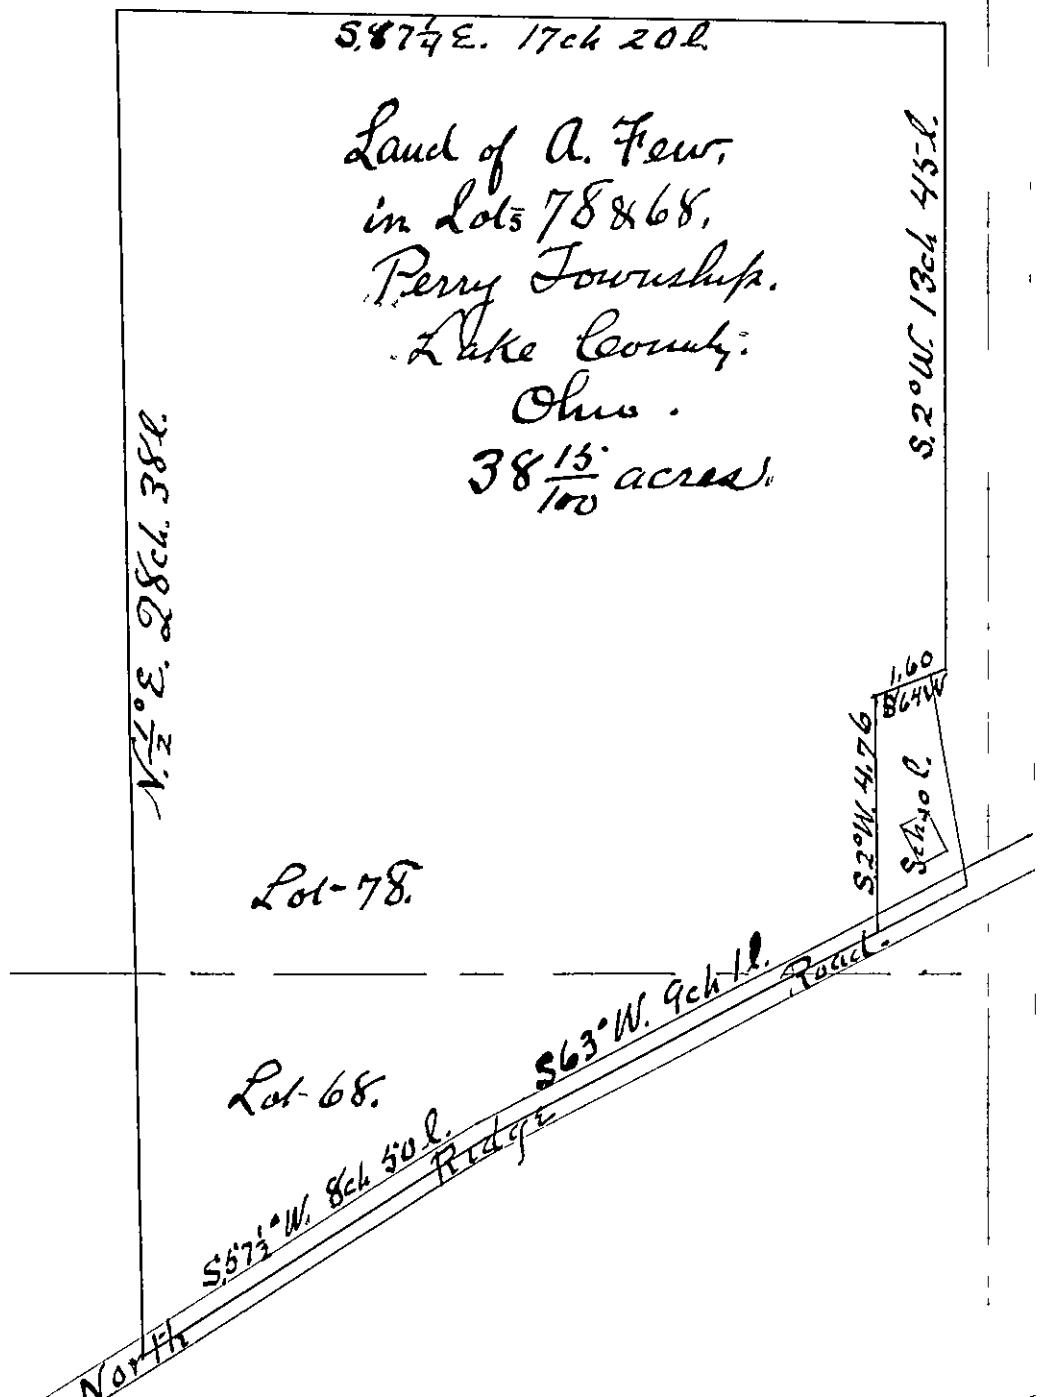 S.87¼E. 17ch 20l.
Land of A. Few,
in Lots 78 & 68,
Perry Township.
Lake County.
Ohio.
38 15/100 acres.
S.2°W. 13ch 45l.
N.½°E. 28ch. 38l.
1.60
S64W
S2°W. 4.76
School.
Lot-78.
S63°W. 9ch 1l.
Lot-68.
S.57½°W. 8ch 50l.
North Ridge Road.